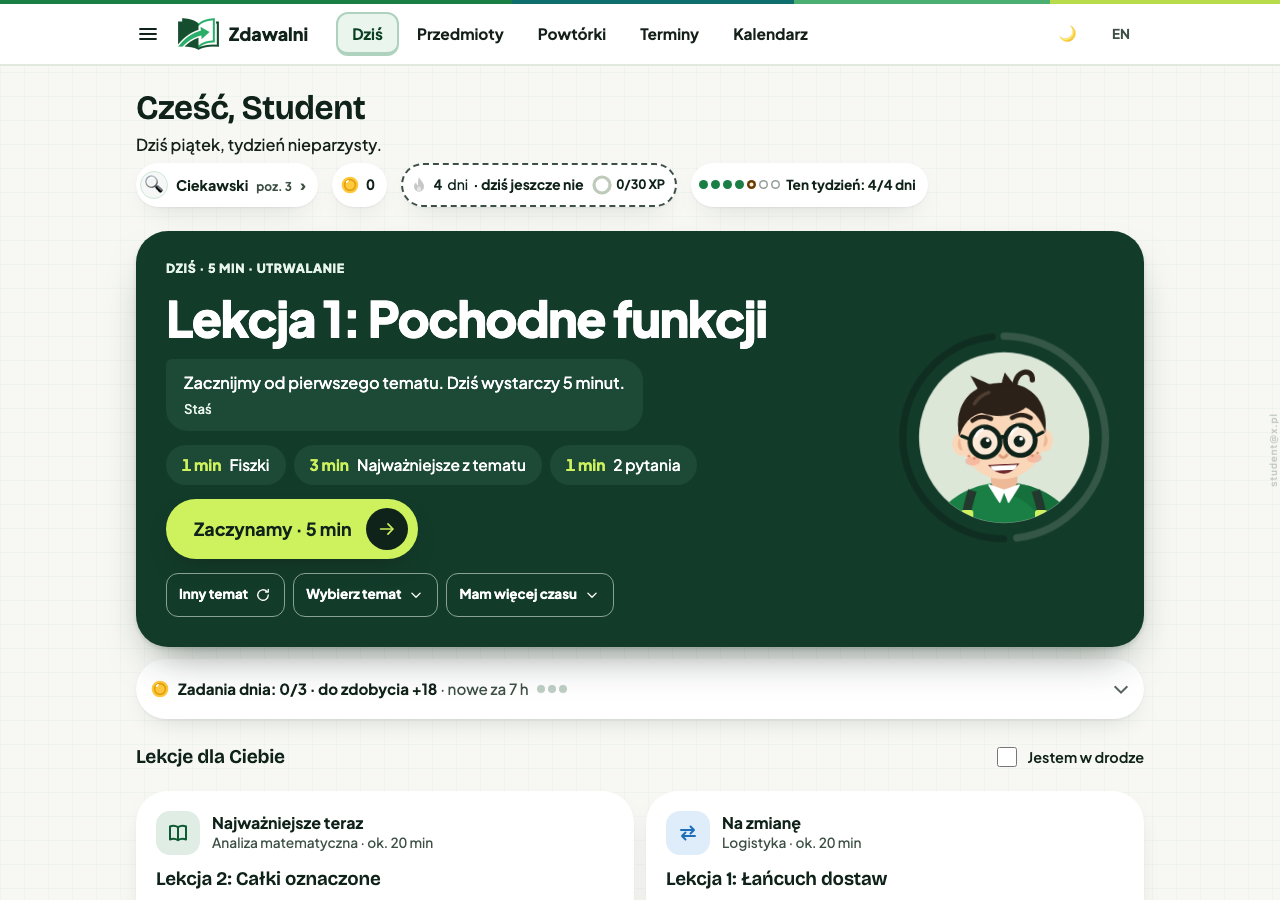 Zdawalni Dziś Przedmioty Powtórki Terminy Kalendarz EN
Cześć, Student
Dziś piątek, tydzień nieparzysty.
Ciekawski poz. 3 › 0 4 dni · dziś jeszcze nie 0/30 XP Ten tydzień: 4/4 dni
DZIŚ · 5 MIN · UTRWALANIE
Lekcja 1: Pochodne funkcji
Zacznijmy od pierwszego tematu. Dziś wystarczy 5 minut.
Staś
1 min Fiszki 3 min Najważniejsze z tematu 1 min 2 pytania
Zaczynamy · 5 min
Inny temat Wybierz temat Mam więcej czasu
student@x.pl
Zadania dnia: 0/3 · do zdobycia +18 · nowe za 7 h
Lekcje dla Ciebie Jestem w drodze
Najważniejsze teraz
Analiza matematyczna · ok. 20 min
Lekcja 2: Całki oznaczone
Na zmianę
Logistyka · ok. 20 min
Lekcja 1: Łańcuch dostaw